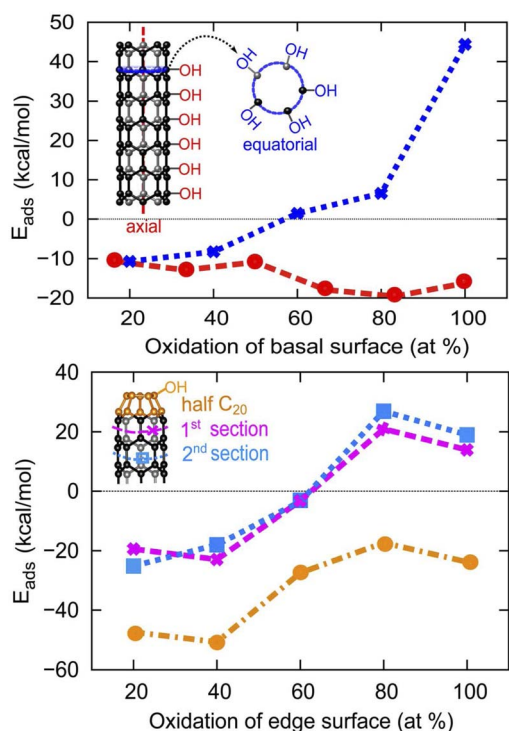 50
40
30
20
10
0
−10
−20
E_ads (kcal/mol)
OH
OH
OH
OH
OH
OH
axial
OH
OH
OH
OH
OH
equatorial
20 40 60 80 100
Oxidation of basal surface (at %)
40
20
0
−20
−40
−60
E_ads (kcal/mol)
OH
half C₂₀
1ˢᵗ section
2ⁿᵈ section
20 40 60 80 100
Oxidation of edge surface (at %)